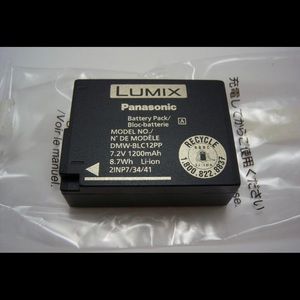 LUMIX
Panasonic
Battery Pack/
Bloc-batterie
A
MODEL NO./
N° DE MODÈLE
DMW-BLC12PP
7.2V 1200mAh
8.7Wh Li-ion
2INP7/34/41
RECYCLE
1.800.822.8837
/Voir le manuel.
充電してからご使用ください
use.